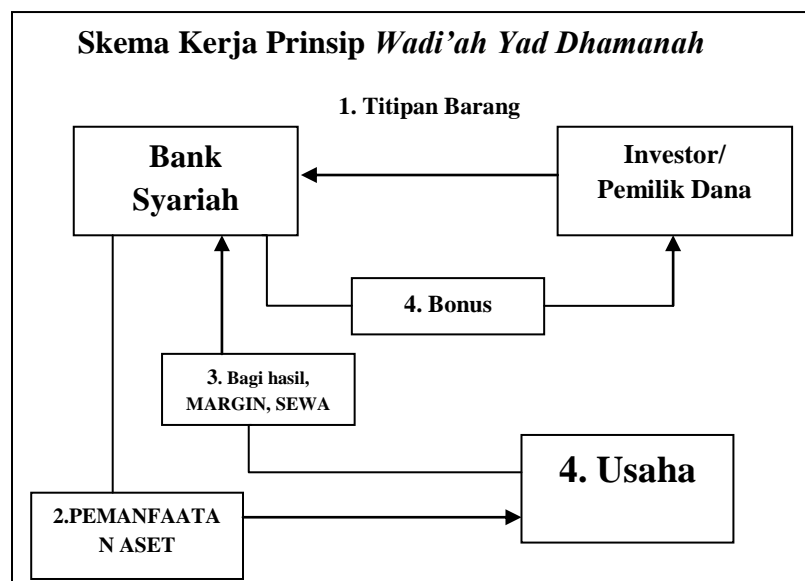 Skema Kerja Prinsip Wadi’ah Yad Dhamanah
1. Titipan Barang
Bank
Syariah
Investor/
Pemilik Dana
4. Bonus
3. Bagi hasil,
MARGIN, SEWA
4. Usaha
2.PEMANFAATA
N ASET